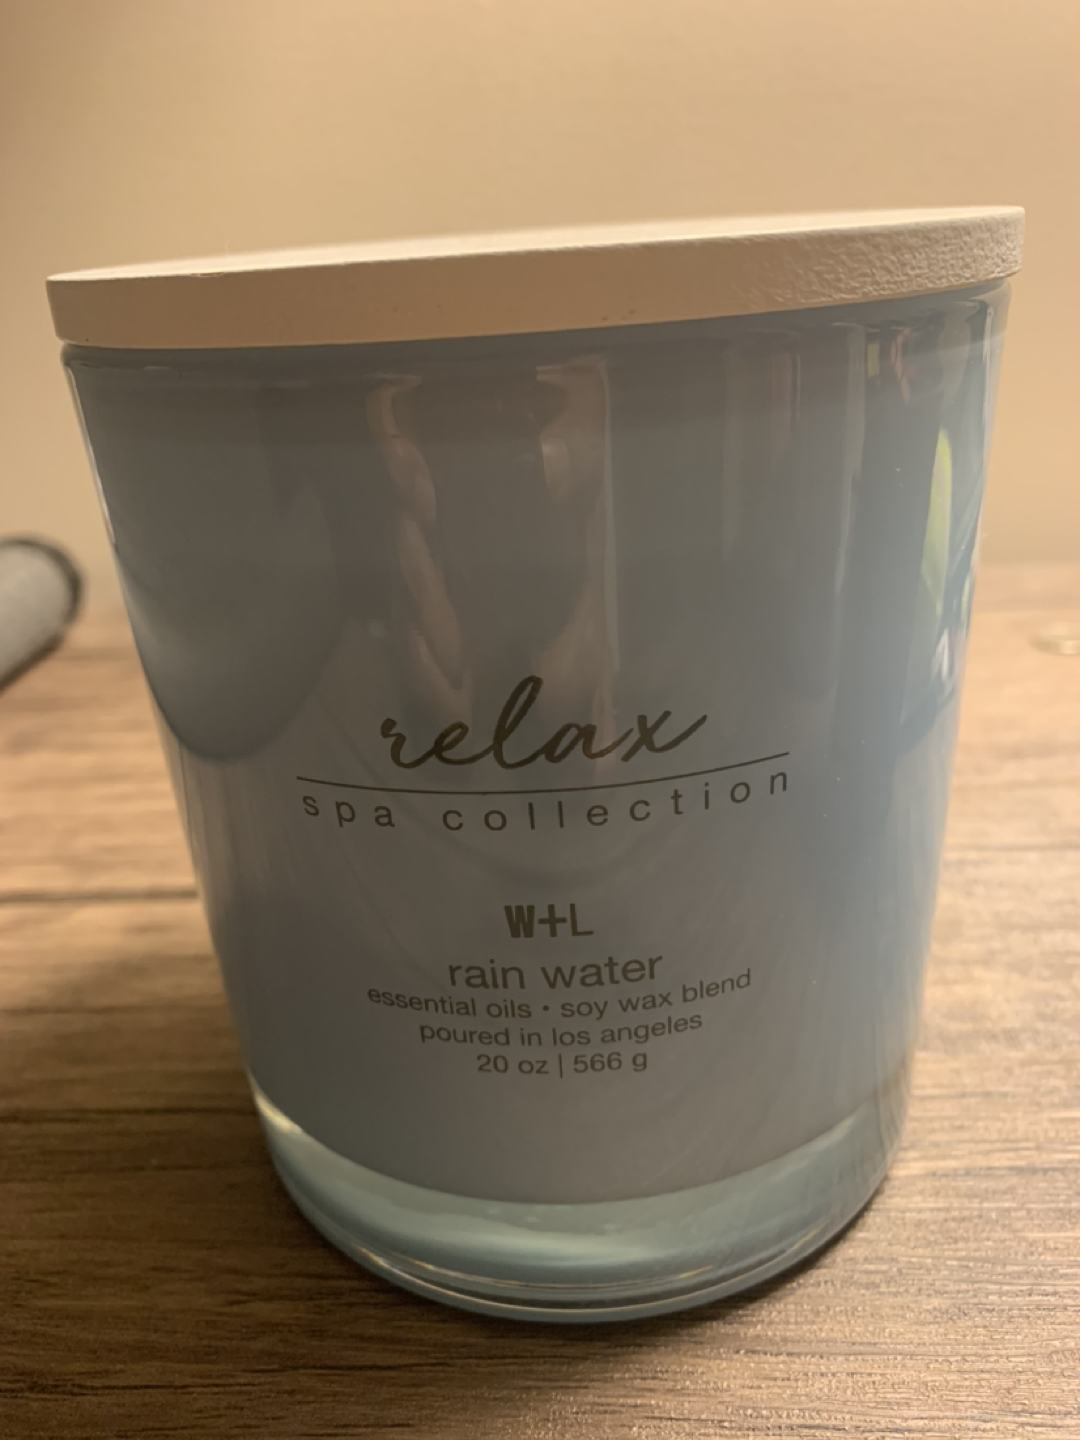 relax
spa collection
W+L
rain water
essential oils • soy wax blend
poured in los angeles
20 oz | 566 g